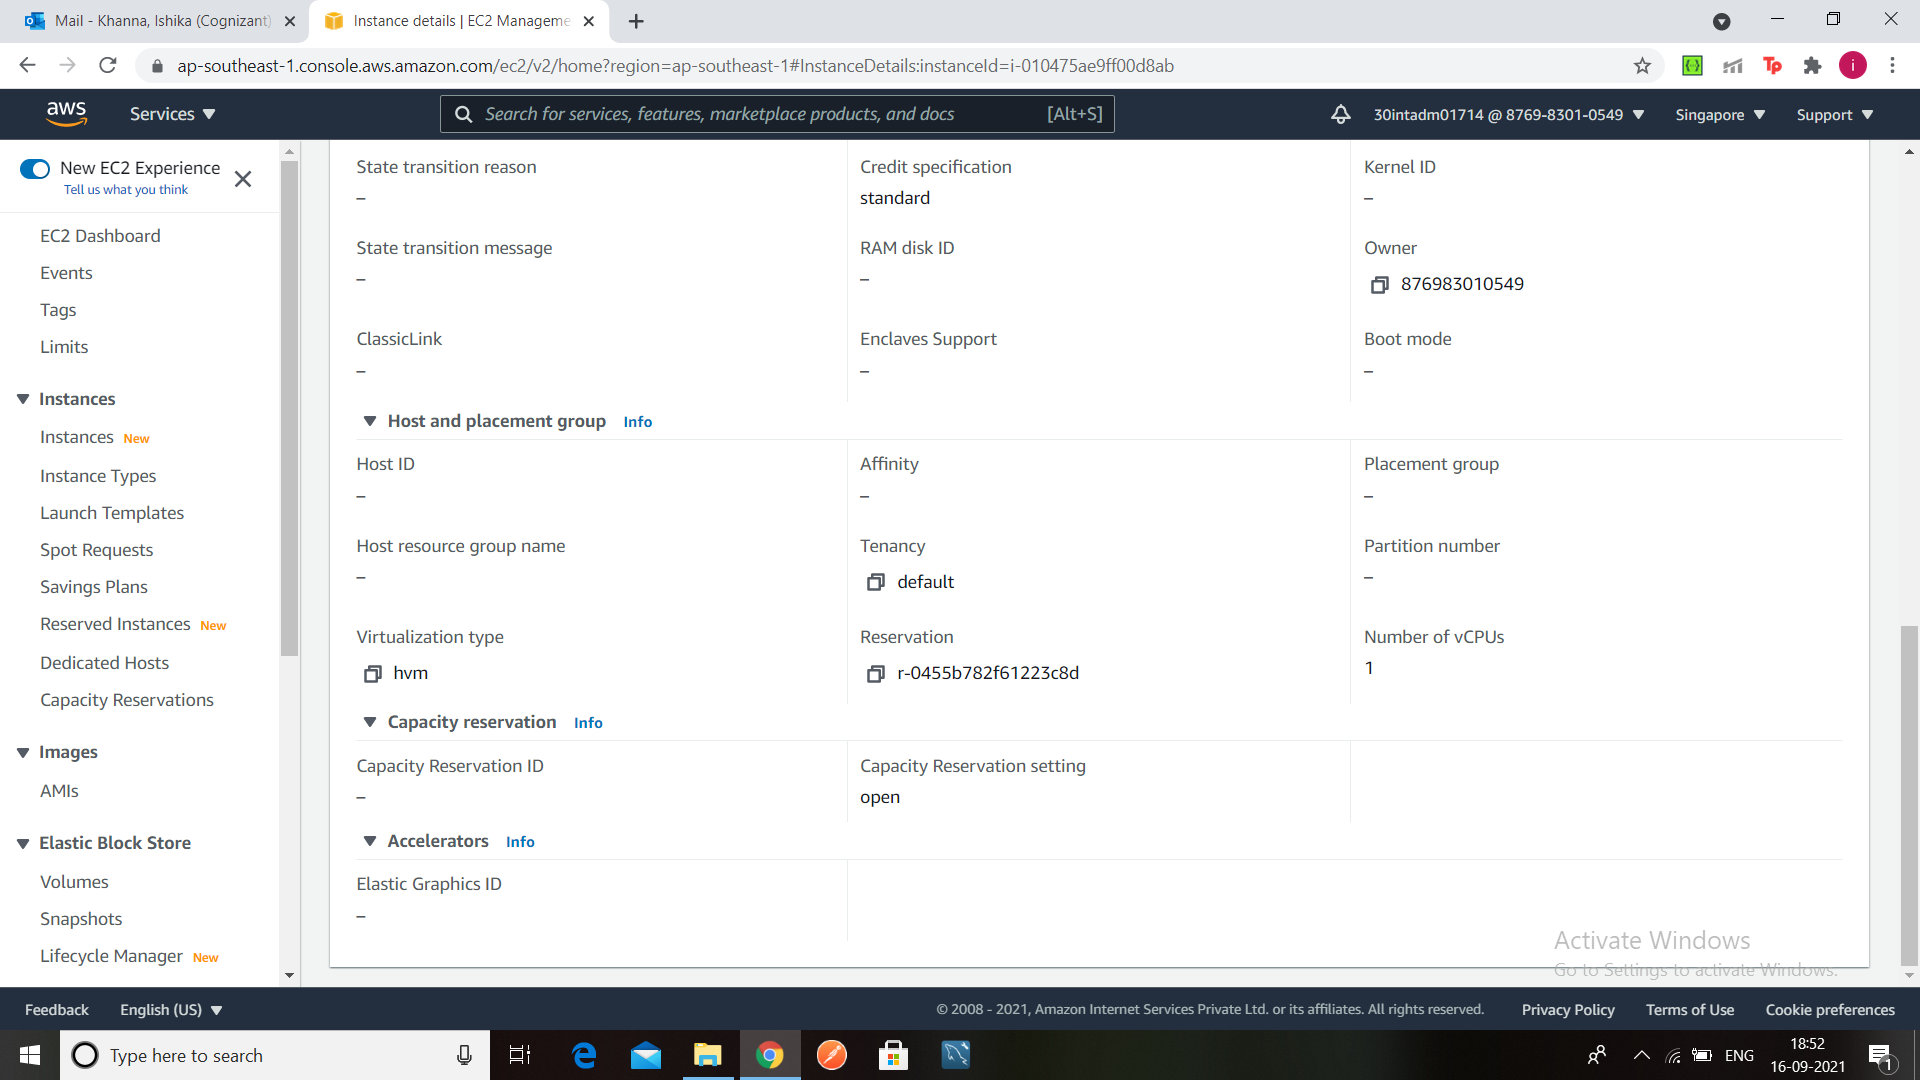 Mail - Khanna, Ishika (Cognizant)
Instance details | EC2 Manageme
ap-southeast-1.console.aws.amazon.com/ec2/v2/home?region=ap-southeast-1#InstanceDetails:instanceId=i-010475ae9ff00d8ab
Tp
i
aws
Services
Search for services, features, marketplace products, and docs
[Alt+S]
30intadm01714 @ 8769-8301-0549
Singapore
Support
New EC2 Experience
Tell us what you think
EC2 Dashboard
Events
Tags
Limits
Instances
Instances New
Instance Types
Launch Templates
Spot Requests
Savings Plans
Reserved Instances New
Dedicated Hosts
Capacity Reservations
Images
AMIs
Elastic Block Store
Volumes
Snapshots
Lifecycle Manager New
State transition reason
–
Credit specification
standard
Kernel ID
–
State transition message
–
RAM disk ID
–
Owner
876983010549
ClassicLink
–
Enclaves Support
–
Boot mode
–
Host and placement group Info
Host ID
–
Affinity
–
Placement group
–
Host resource group name
–
Tenancy
default
Partition number
–
Virtualization type
hvm
Reservation
r-0455b782f61223c8d
Number of vCPUs
1
Capacity reservation Info
Capacity Reservation ID
–
Capacity Reservation setting
open
Accelerators Info
Elastic Graphics ID
–
Activate Windows
Go to Settings to activate Windows.
Feedback
English (US)
© 2008 - 2021, Amazon Internet Services Private Ltd. or its affiliates. All rights reserved.
Privacy Policy
Terms of Use
Cookie preferences
Type here to search
ENG
18:52
16-09-2021
1